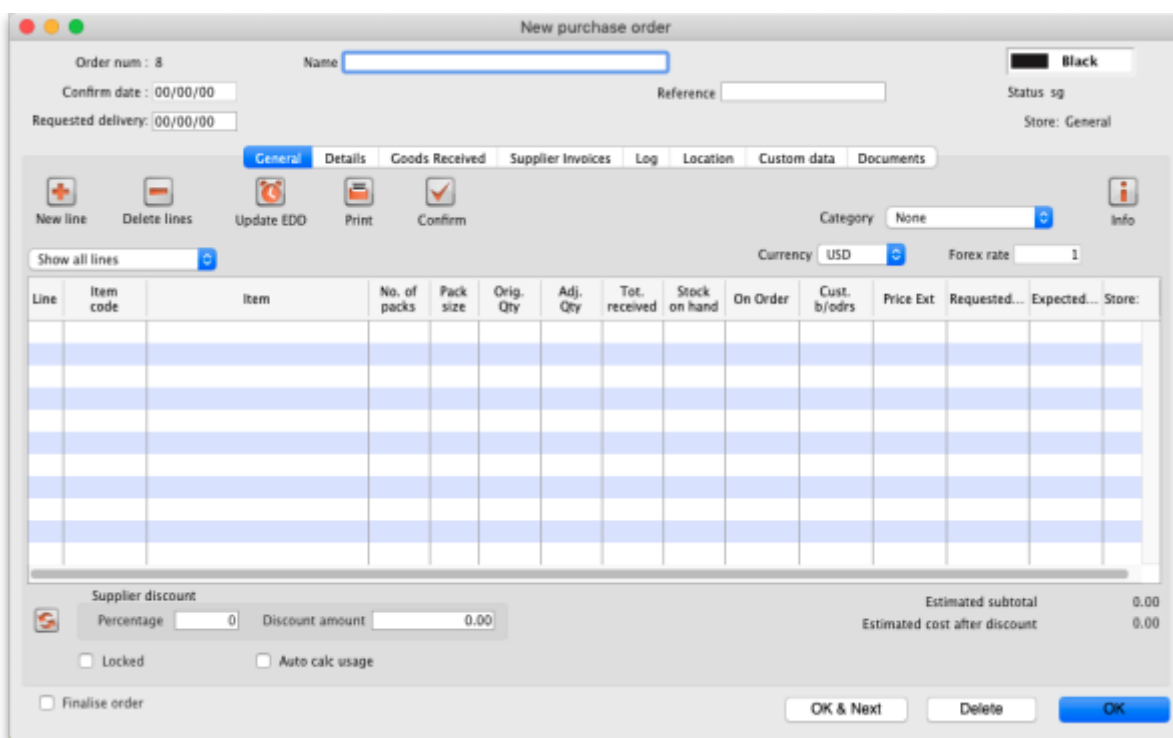 New purchase order
Order num : 8
Name
Black
Confirm date : 00/00/00
Reference
Status sg
Requested delivery: 00/00/00
Store: General
General Details Goods Received Supplier Invoices Log Location Custom data Documents
New line Delete lines Update EDD Print Confirm
Category None
Info
Show all lines
Currency USD
Forex rate 1
Line Item code Item No. of packs Pack size Orig. Qty Adj. Qty Tot. received Stock on hand On Order Cust. b/odrs Price Ext Requested... Expected... Store:
Supplier discount
Percentage 0 Discount amount 0.00
Estimated subtotal 0.00
Estimated cost after discount 0.00
Locked Auto calc usage
Finalise order
OK & Next Delete OK